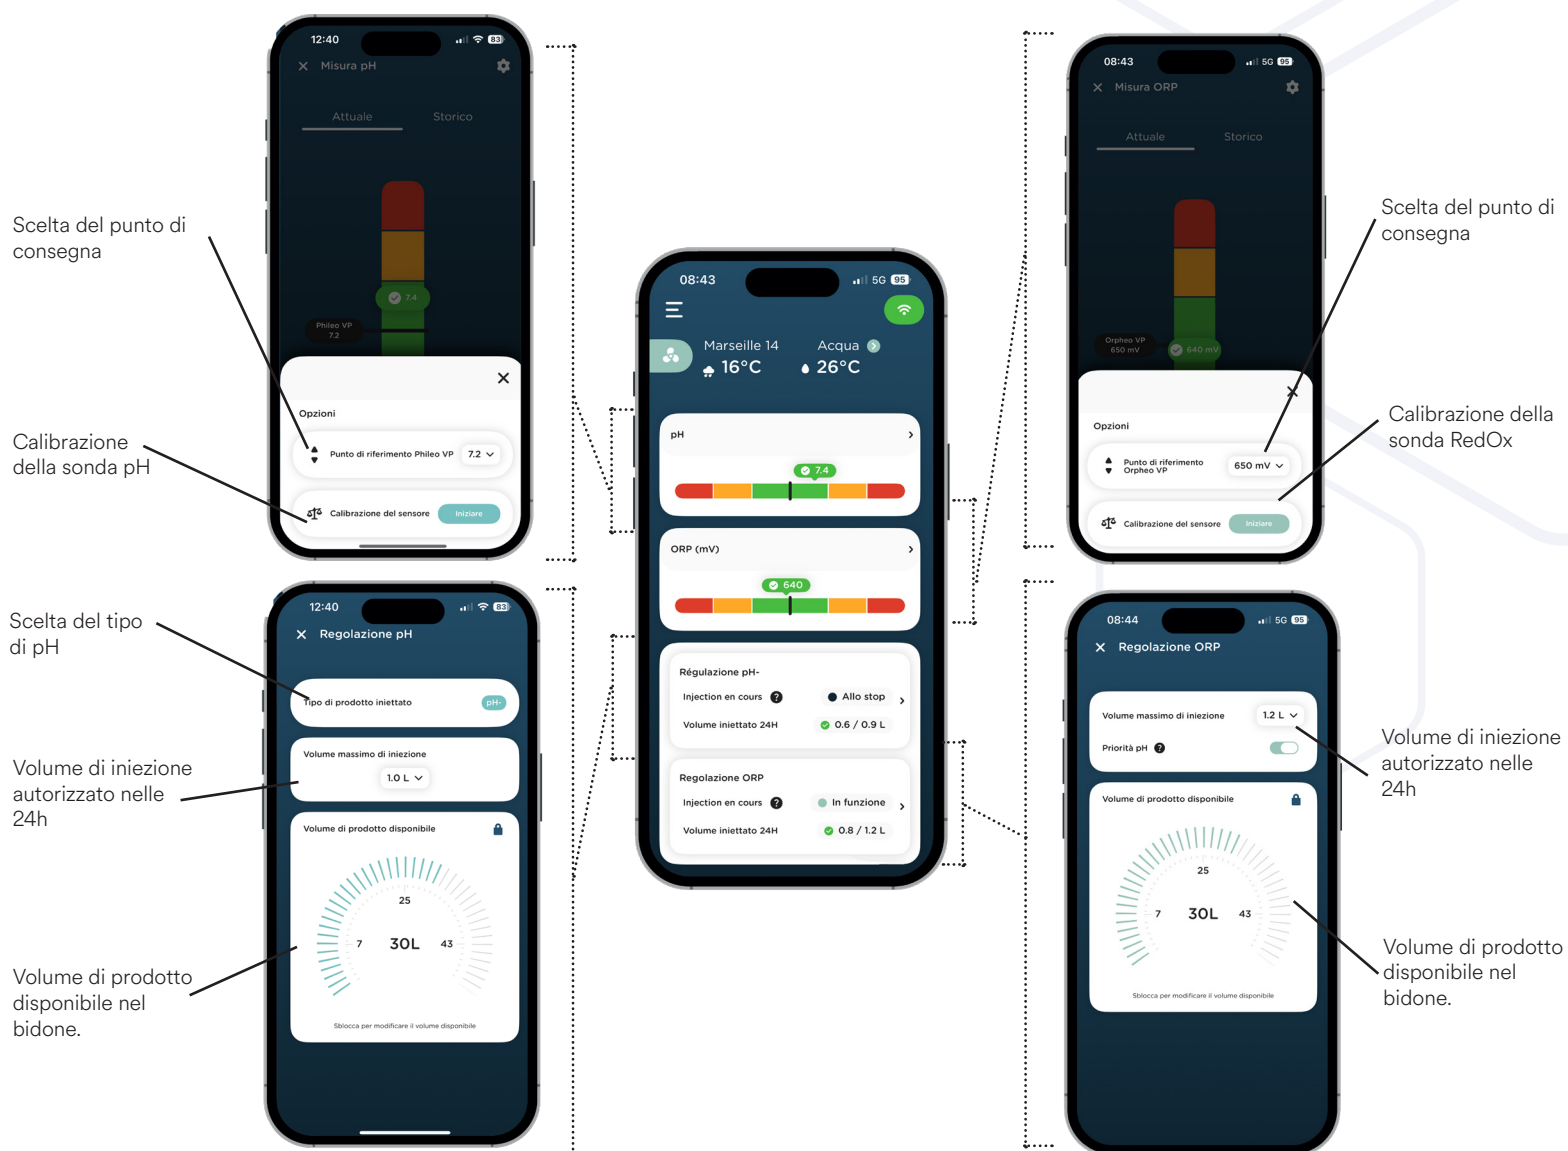 12:40
83
Misura pH
Attuale
Storico
7.4
Phileo VP
7.2
Opzioni
Punto di riferimento Phileo VP
7.2
Calibrazione del sensore
Iniziare
Scelta del punto di
consegna
Calibrazione
della sonda pH
12:40
83
Regolazione pH
Tipo di prodotto iniettato
pH-
Volume massimo di iniezione
1.0 L
Volume di prodotto disponibile
25
7
30L
43
Sblocca per modificare il volume disponibile
Scelta del tipo
di pH
Volume di iniezione
autorizzato nelle
24h
Volume di prodotto
disponibile nel
bidone.
08:43
5G
95
Marseille 14
16°C
Acqua
26°C
pH
7.4
ORP (mV)
640
Régulazione pH-
Injection en cours
?
Allo stop
Volume iniettato 24H
0.6 / 0.9 L
Regolazione ORP
Injection en cours
?
In funzione
Volume iniettato 24H
0.8 / 1.2 L
08:43
5G
95
Misura ORP
Attuale
Storico
Orpheo VP
650 mV
640 mV
Opzioni
Punto di riferimento
Orpheo VP
650 mV
Calibrazione del sensore
Iniziare
Scelta del punto di
consegna
Calibrazione della
sonda RedOx
08:44
5G
95
Regolazione ORP
Volume massimo di iniezione
1.2 L
Priorità pH
?
Volume di prodotto disponibile
25
7
30L
43
Sblocca per modificare il volume disponibile
Volume di iniezione
autorizzato nelle
24h
Volume di prodotto
disponibile nel
bidone.